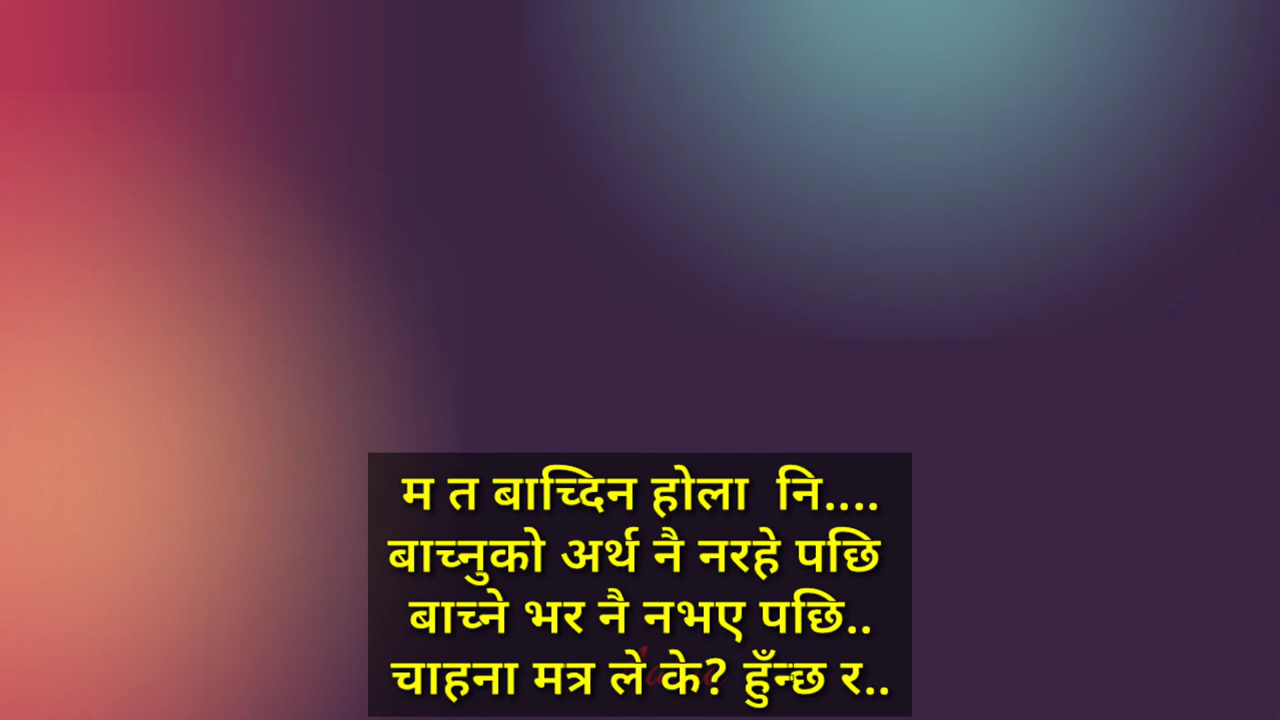 म त बाच्दिन होला  नि....
बाच्नुको अर्थ नै नरहे पछि
बाच्ने भर नै नभए पछि..
चाहना मत्र ले के? हुँन्छ र..